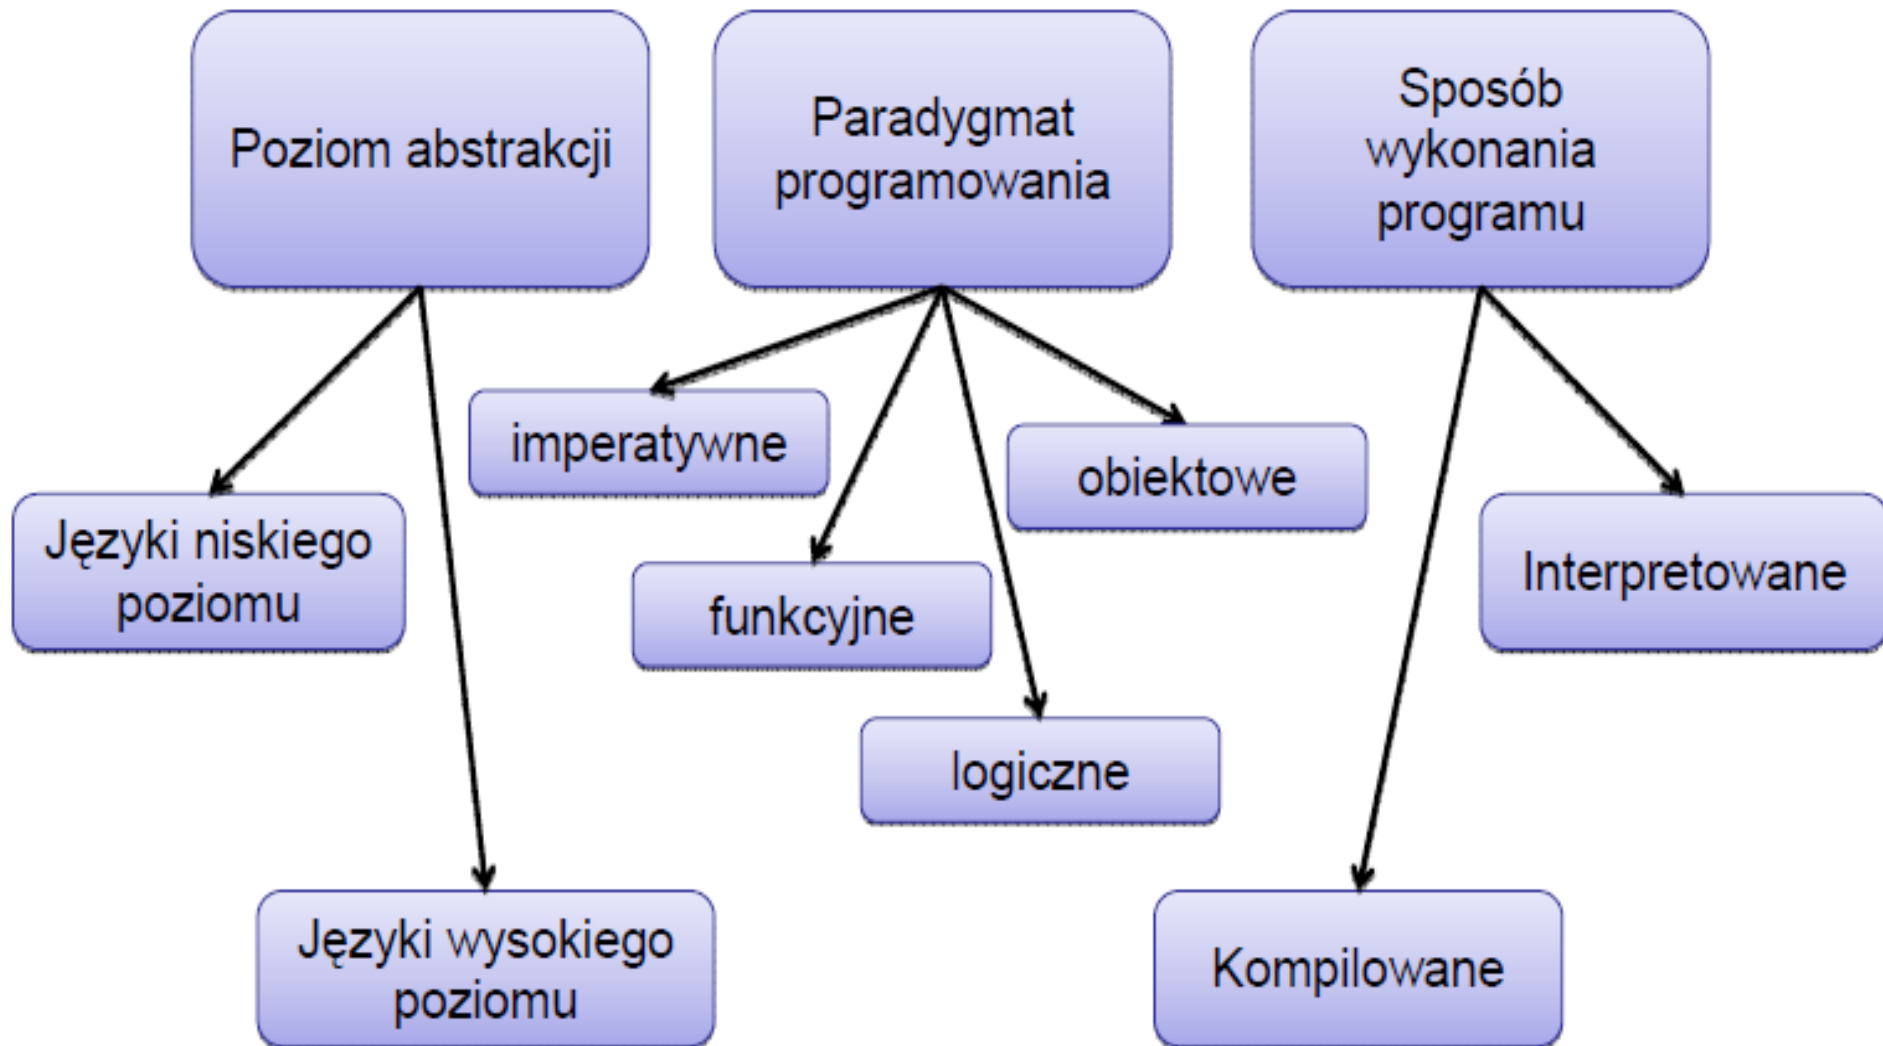 Poziom abstrakcji
Paradygmat
programowania
Sposób
wykonania
programu
imperatywne
obiektowe
Języki niskiego
poziomu
funkcyjne
Interpretowane
logiczne
Języki wysokiego
poziomu
Kompilowane